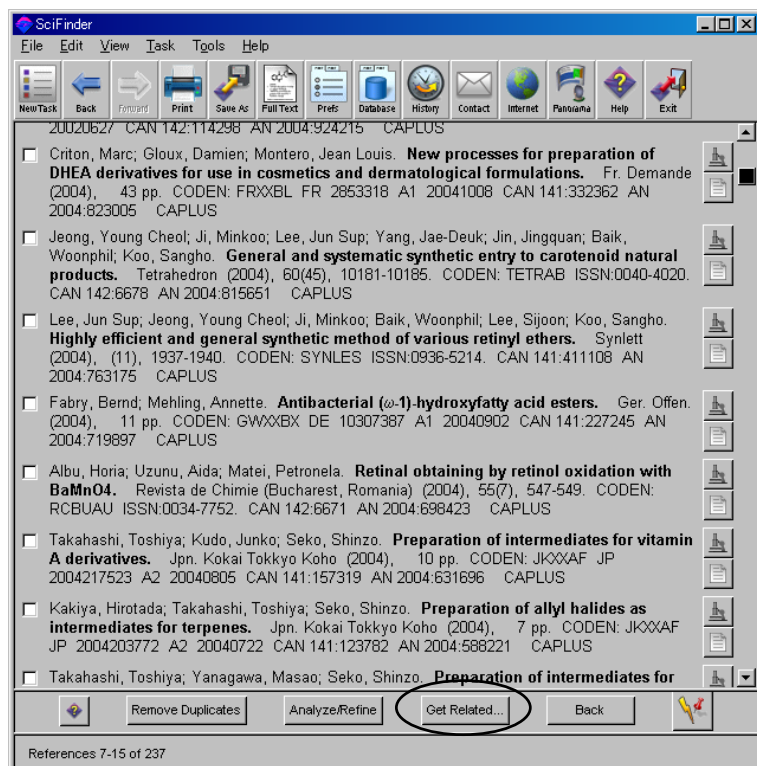 SciFinder
File Edit View Task Tools Help
New Task Back Forward Print Save As Full Text Prefs Database History Contact Internet Panorama Help Exit
20020627 CAN 142:114298 AN 2004:924215 CAPLUS
Criton, Marc; Gloux, Damien; Montero, Jean Louis. New processes for preparation of
DHEA derivatives for use in cosmetics and dermatological formulations. Fr. Demande
(2004), 43 pp. CODEN: FRXXBL FR 2853318 A1 20041008 CAN 141:332362 AN
2004:823005 CAPLUS
Jeong, Young Cheol; Ji, Minkoo; Lee, Jun Sup; Yang, Jae-Deuk; Jin, Jingquan; Baik,
Woonphil; Koo, Sangho. General and systematic synthetic entry to carotenoid natural
products. Tetrahedron (2004), 60(45), 10181-10185. CODEN: TETRAB ISSN:0040-4020.
CAN 142:6678 AN 2004:815651 CAPLUS
Lee, Jun Sup; Jeong, Young Cheol; Ji, Minkoo; Baik, Woonphil; Lee, Sijoon; Koo, Sangho.
Highly efficient and general synthetic method of various retinyl ethers. Synlett
(2004), (11), 1937-1940. CODEN: SYNLES ISSN:0936-5214. CAN 141:411108 AN
2004:763175 CAPLUS
Fabry, Bernd; Mehling, Annette. Antibacterial (ω-1)-hydroxyfatty acid esters. Ger. Offen.
(2004), 11 pp. CODEN: GWXXBX DE 10307387 A1 20040902 CAN 141:227245 AN
2004:719897 CAPLUS
Albu, Horia; Uzunu, Aida; Matei, Petronela. Retinal obtaining by retinol oxidation with
BaMnO4. Revista de Chimie (Bucharest, Romania) (2004), 55(7), 547-549. CODEN:
RCBUAU ISSN:0034-7752. CAN 142:6671 AN 2004:698423 CAPLUS
Takahashi, Toshiya; Kudo, Junko; Seko, Shinzo. Preparation of intermediates for vitamin
A derivatives. Jpn. Kokai Tokkyo Koho (2004), 10 pp. CODEN: JKXXAF JP
2004217523 A2 20040805 CAN 141:157319 AN 2004:631696 CAPLUS
Kakiya, Hirotada; Takahashi, Toshiya; Seko, Shinzo. Preparation of allyl halides as
intermediates for terpenes. Jpn. Kokai Tokkyo Koho (2004), 7 pp. CODEN: JKXXAF
JP 2004203772 A2 20040722 CAN 141:123782 AN 2004:588221 CAPLUS
Takahashi, Toshiya; Yanagawa, Masao; Seko, Shinzo. Preparation of intermediates for
Remove Duplicates Analyze/Refine Get Related... Back
References 7-15 of 237